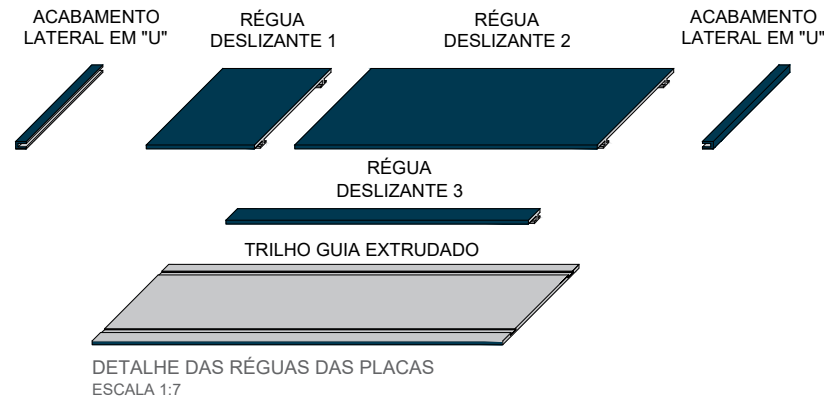 ACABAMENTO
LATERAL EM "U"
RÉGUA
DESLIZANTE 1
RÉGUA
DESLIZANTE 2
ACABAMENTO
LATERAL EM "U"
RÉGUA
DESLIZANTE 3
TRILHO GUIA EXTRUDADO
DETALHE DAS RÉGUAS DAS PLACAS
ESCALA 1:7